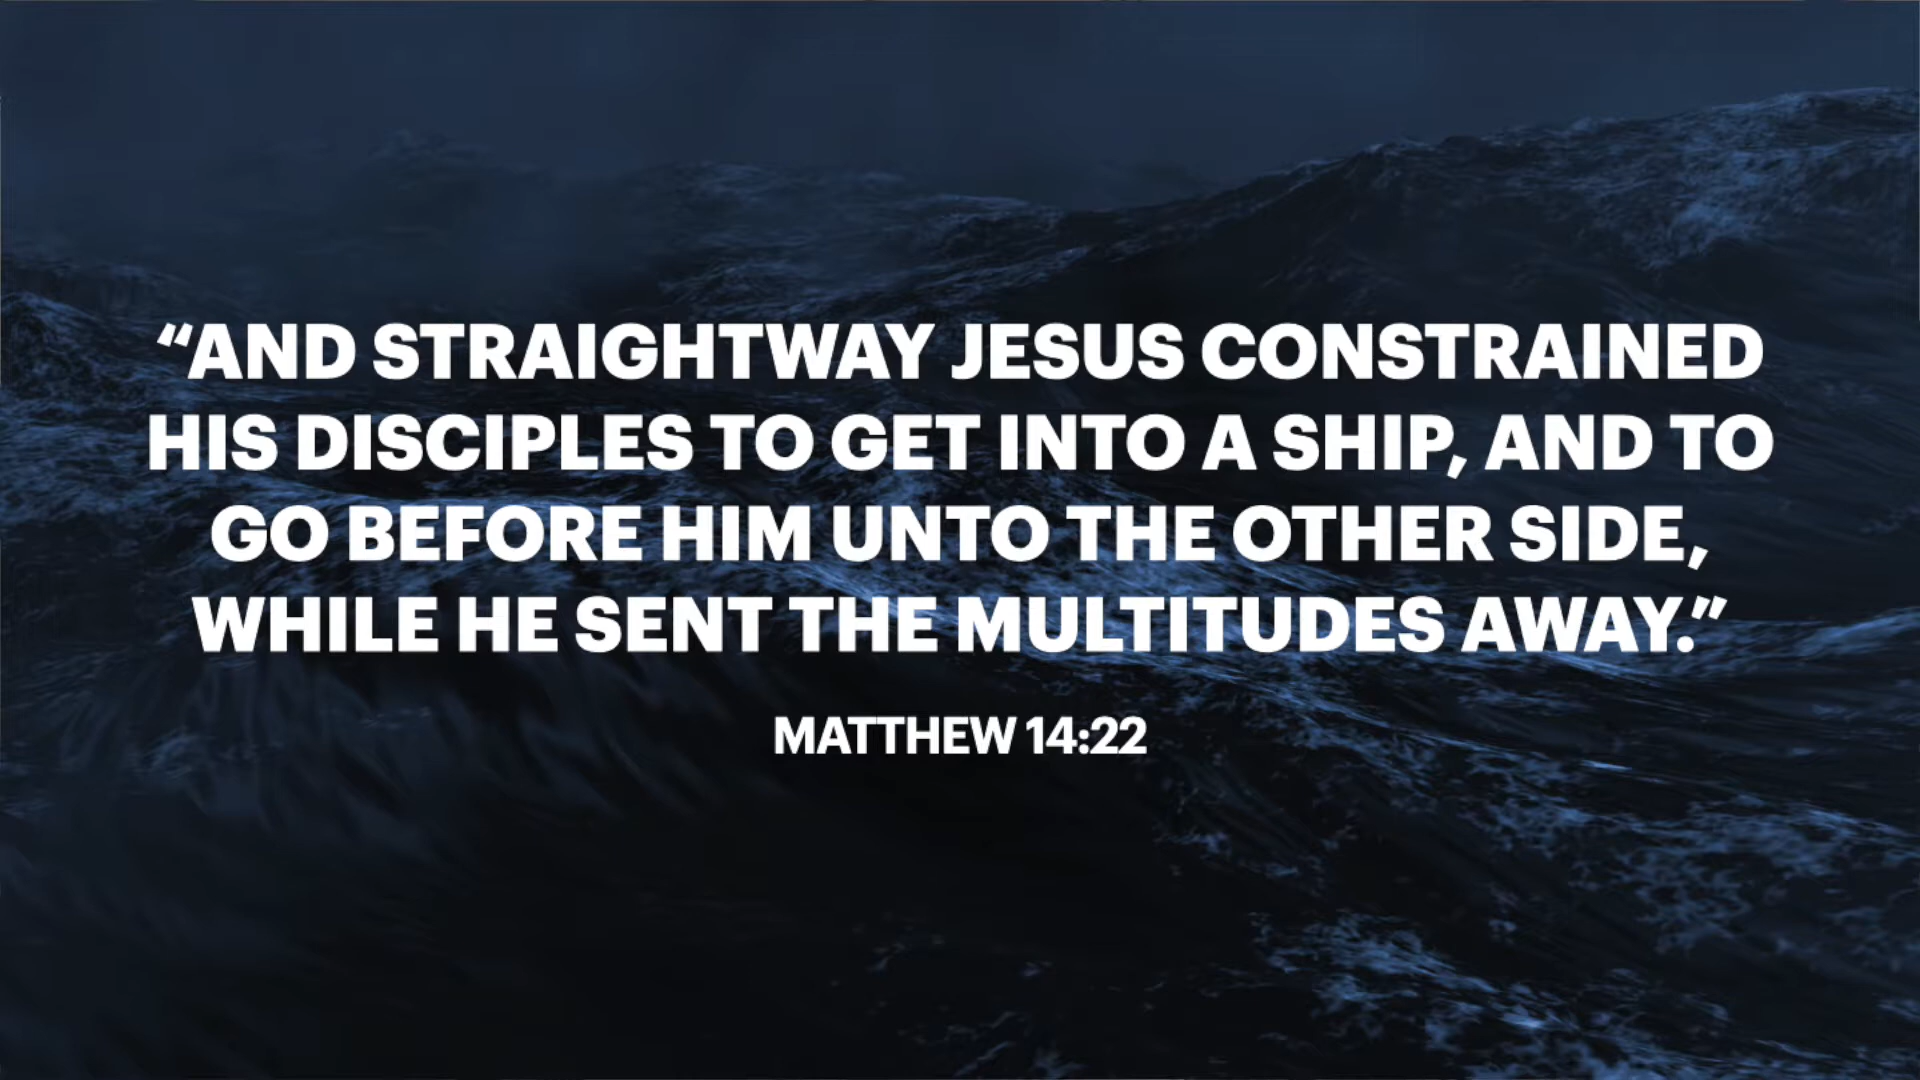 “AND STRAIGHTWAY JESUS CONSTRAINED
HIS DISCIPLES TO GET INTO A SHIP, AND TO
GO BEFORE HIM UNTO THE OTHER SIDE,
WHILE HE SENT THE MULTITUDES AWAY.”
MATTHEW 14:22